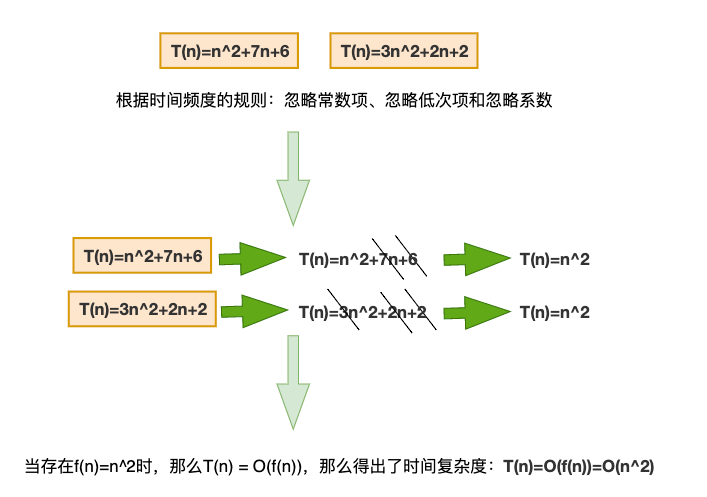 T(n)=n^2+7n+6 T(n)=3n^2+2n+2
根据时间频度的规则：忽略常数项、忽略低次项和忽略系数
T(n)=n^2+7n+6 T(n)=n^2+7n+6 T(n)=n^2
T(n)=3n^2+2n+2 T(n)=3n^2+2n+2 T(n)=n^2
当存在f(n)=n^2时，那么T(n) = O(f(n))，那么得出了时间复杂度：T(n)=O(f(n))=O(n^2)